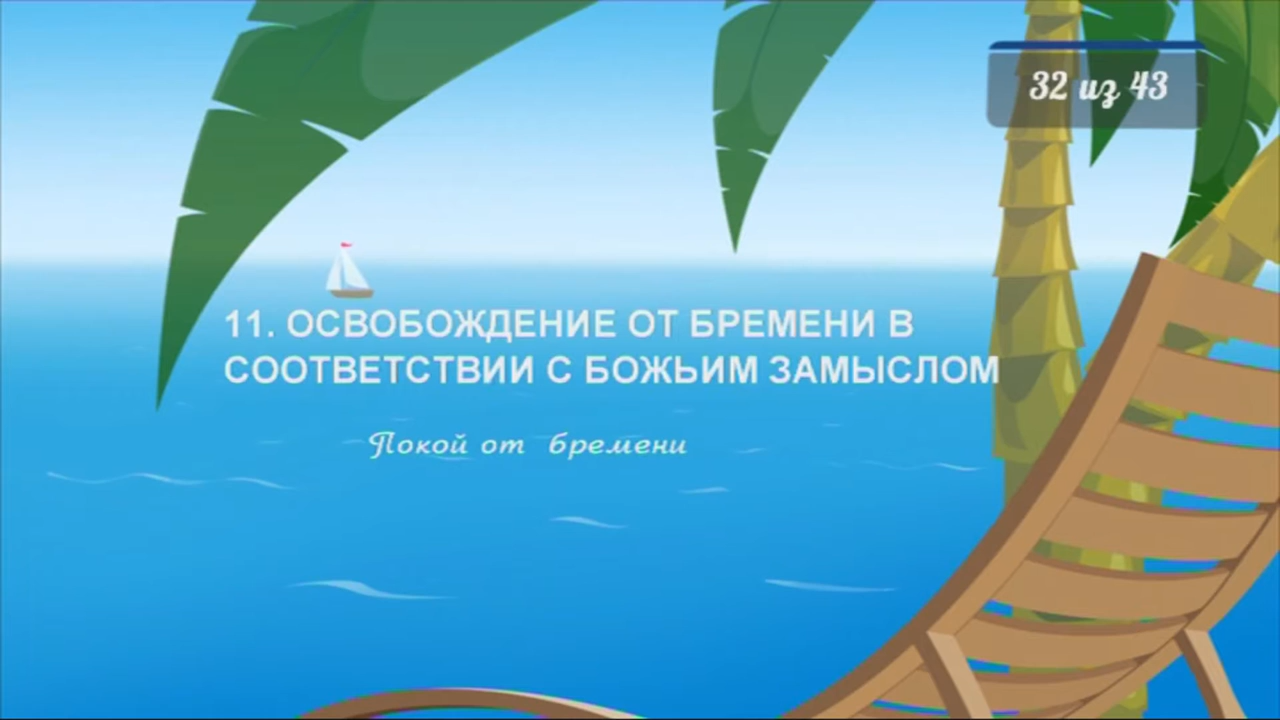 32 из 43
11. ОСВОБОЖДЕНИЕ ОТ БРЕМЕНИ В
СООТВЕТСТВИИ С БОЖЬИМ ЗАМЫСЛОМ
Покой от бремени